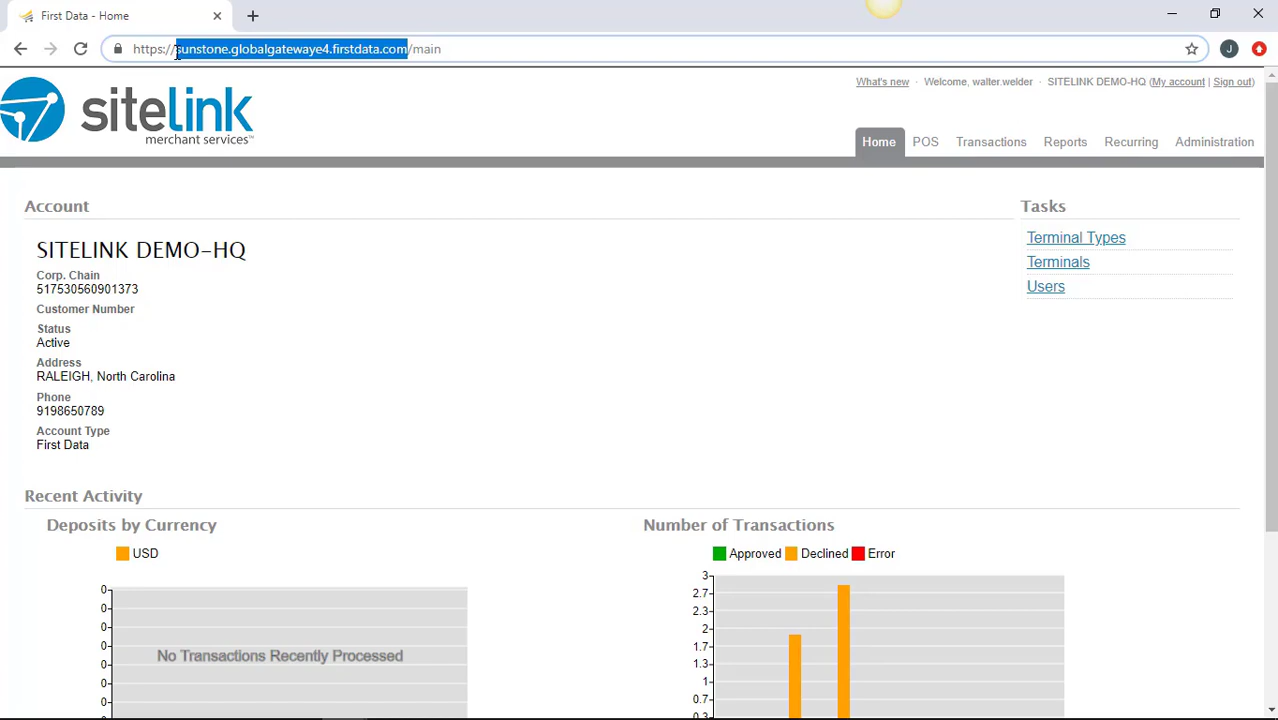 First Data - Home
https://sunstone.globalgatewaye4.firstdata.com/main
J
sitelink
merchant services™
What's new · Welcome, walter.welder · SITELINK DEMO-HQ (My account | Sign out)
Home POS Transactions Reports Recurring Administration
Account
SITELINK DEMO-HQ
Corp. Chain
517530560901373
Customer Number
Status
Active
Address
RALEIGH, North Carolina
Phone
9198650789
Account Type
First Data
Tasks
Terminal Types
Terminals
Users
Recent Activity
Deposits by Currency
USD
0
0
0
0
0
0
0
No Transactions Recently Processed
Number of Transactions
Approved Declined Error
3
2.7
2.3
2
1.7
1.3
1
0.7
0.3